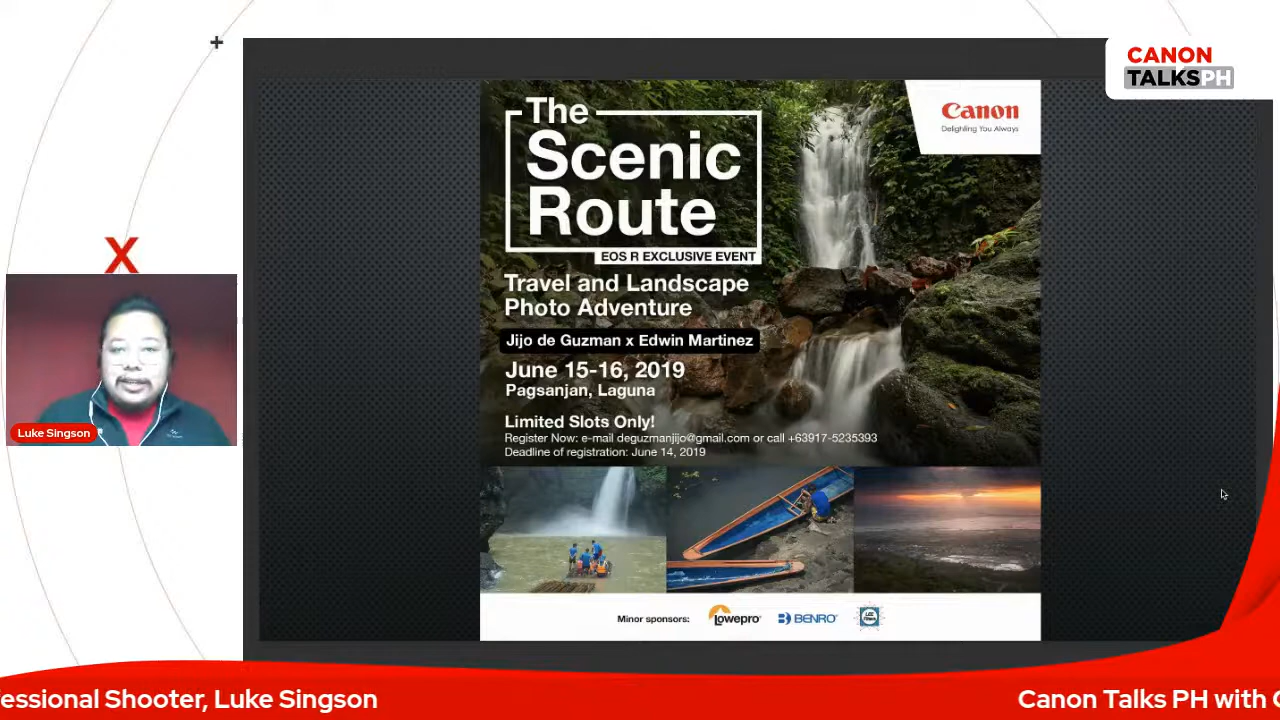 CANON
TALKSPH
The
Scenic
Route
EOS R EXCLUSIVE EVENT
Canon
Delighting You Always
Travel and Landscape
Photo Adventure
Jijo de Guzman x Edwin Martinez
June 15-16, 2019
Pagsanjan, Laguna
Limited Slots Only!
Register Now: e-mail deguzmanjijo@gmail.com or call +63917-5235393
Deadline of registration: June 14, 2019
X
Luke Singson
Minor sponsors:
Lowepro
BENRO
fessional Shooter, Luke Singson
Canon Talks PH with C